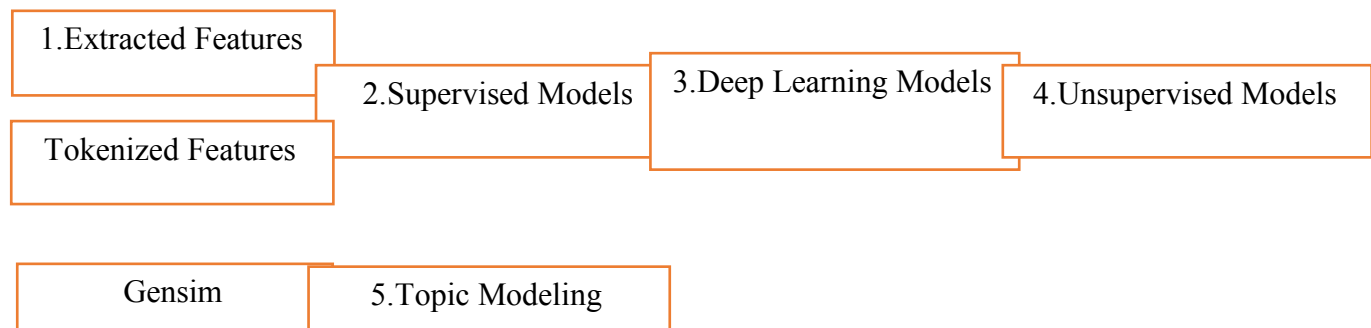 1.Extracted Features
2.Supervised Models
3.Deep Learning Models
4.Unsupervised Models
Tokenized Features
Gensim
5.Topic Modeling